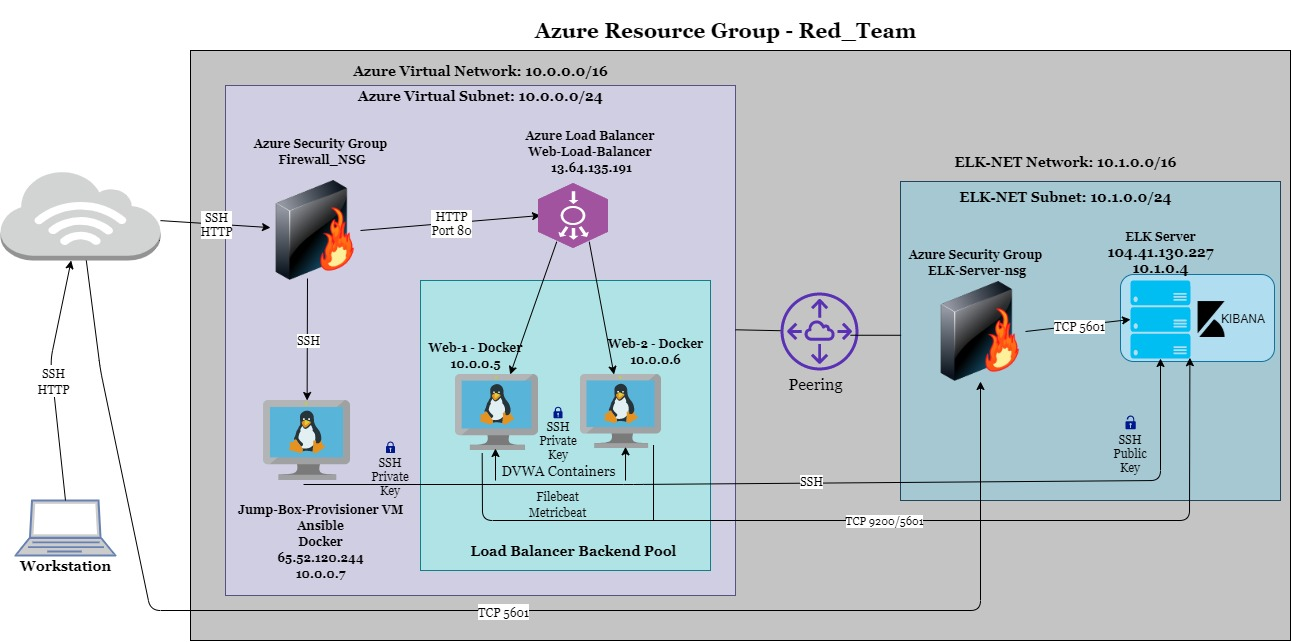 Azure Resource Group - Red_Team
Azure Virtual Network: 10.0.0.0/16
Azure Virtual Subnet: 10.0.0.0/24
Azure Security Group
Firewall_NSG
Azure Load Balancer
Web-Load-Balancer
13.64.135.191
SSH
HTTP
HTTP
Port 80
SSH
SSH
HTTP
Workstation
Web-1 - Docker
10.0.0.5
Web-2 - Docker
10.0.0.6
SSH
Private
Key
SSH
Private
Key
DVWA Containers
Filebeat
Metricbeat
Load Balancer Backend Pool
Jump-Box-Provisioner VM
Ansible
Docker
65.52.120.244
10.0.0.7
Peering
ELK-NET Network: 10.1.0.0/16
ELK-NET Subnet: 10.1.0.0/24
Azure Security Group
ELK-Server-nsg
ELK Server
104.41.130.227
10.1.0.4
KIBANA
TCP 5601
SSH
Public
Key
SSH
TCP 9200/5601
TCP 5601